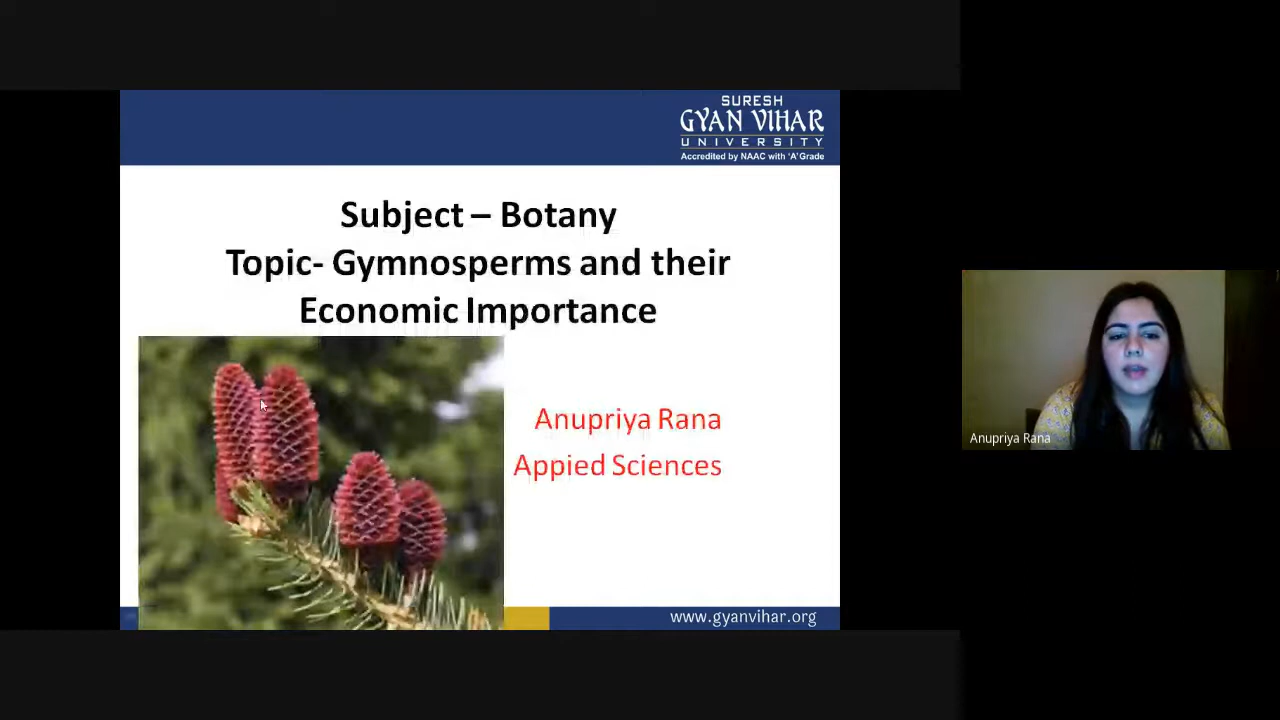 SURESH
GYAN VIHAR
UNIVERSITY
Accredited by NAAC with 'A' Grade
Subject – Botany
Topic- Gymnosperms and their
Economic Importance
Anupriya Rana
Appied Sciences
www.gyanvihar.org
Anupriya Rana